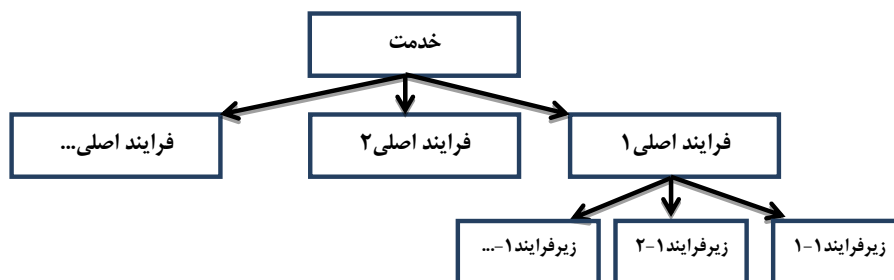 خدمت
فرایند اصلی۱
فرایند اصلی۲
فرایند اصلی...
زیرفرایند۱-۱
زیرفرایند۱-۲
زیرفرایند۱-...